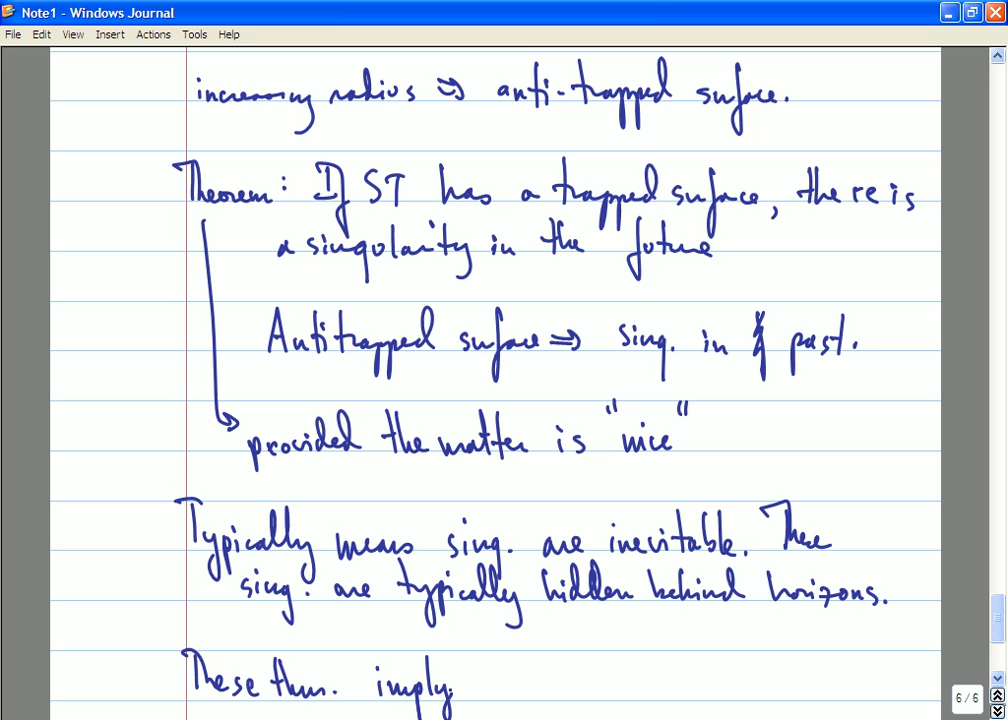 Note1 - Windows Journal
File Edit View Insert Actions Tools Help
increasing radius ⇒ anti-trapped surface.
Theorem: If ST has a trapped surface, there is
a singularity in the future
Antitrapped surface ⇒ sing. in past.
provided the matter is "nice"
Typically means sing. are inevitable. These
sing. are typically hidden behind horizons.
These thm. imply
6/6